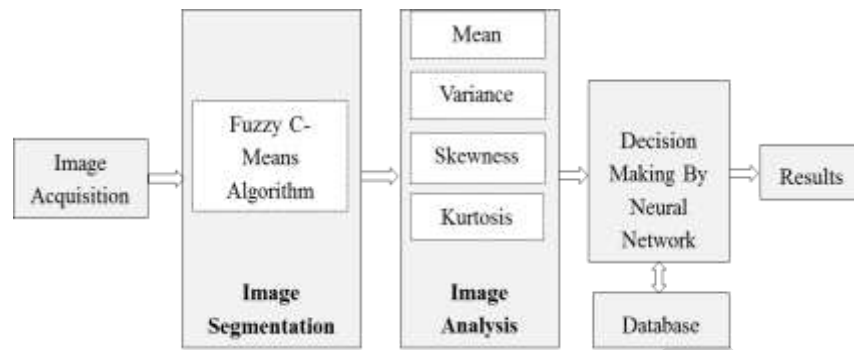 Image
Acquisition
Fuzzy C-
Means
Algorithm
Image
Segmentation
Mean
Variance
Skewness
Kurtosis
Image
Analysis
Decision
Making By
Neural
Network
Database
Results